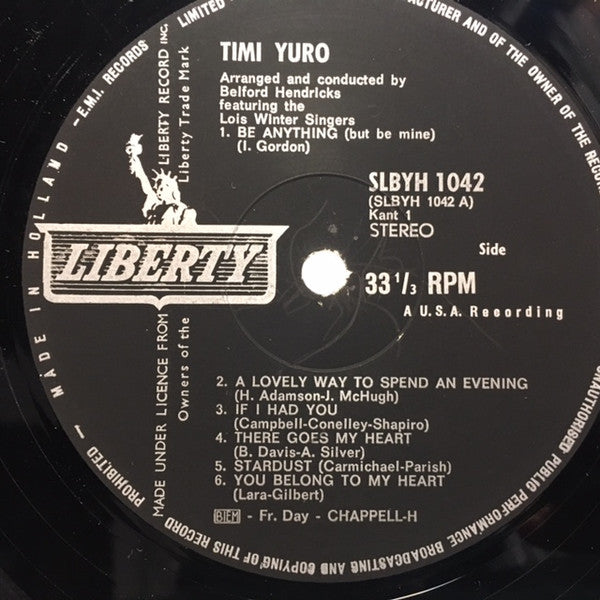 TIMI YURO
Arranged and conducted by
Belford Hendricks
featuring the
Lois Winter Singers
1. BE ANYTHING (but be mine)
(I. Gordon)
SLBYH 1042
(SLBYH 1042 A)
Kant 1
STEREO
Side
33 1/3 RPM
A U.S.A. Recording
LIBERTY
2. A LOVELY WAY TO SPEND AN EVENING
(H. Adamson-J. McHugh)
3. IF I HAD YOU
(Campbell-Conelley-Shapiro)
4. THERE GOES MY HEART
(B. Davis-A. Silver)
5. STARDUST (Carmichael-Parish)
6. YOU BELONG TO MY HEART
(Lara-Gilbert)
BIEM - Fr. Day - CHAPPELL-H
MADE UNDER LICENCE FROM LIBERTY RECORD INC.
Owners of the Liberty Trade Mark
MADE IN HOLLAND - E.M.I. RECORDS LIMITED
AND OF THE OWNER OF THE
UNAUTHORISED PUBLIC PERFORMANCE BROADCASTING AND COPYING OF THIS RECORD PROHIBITED -